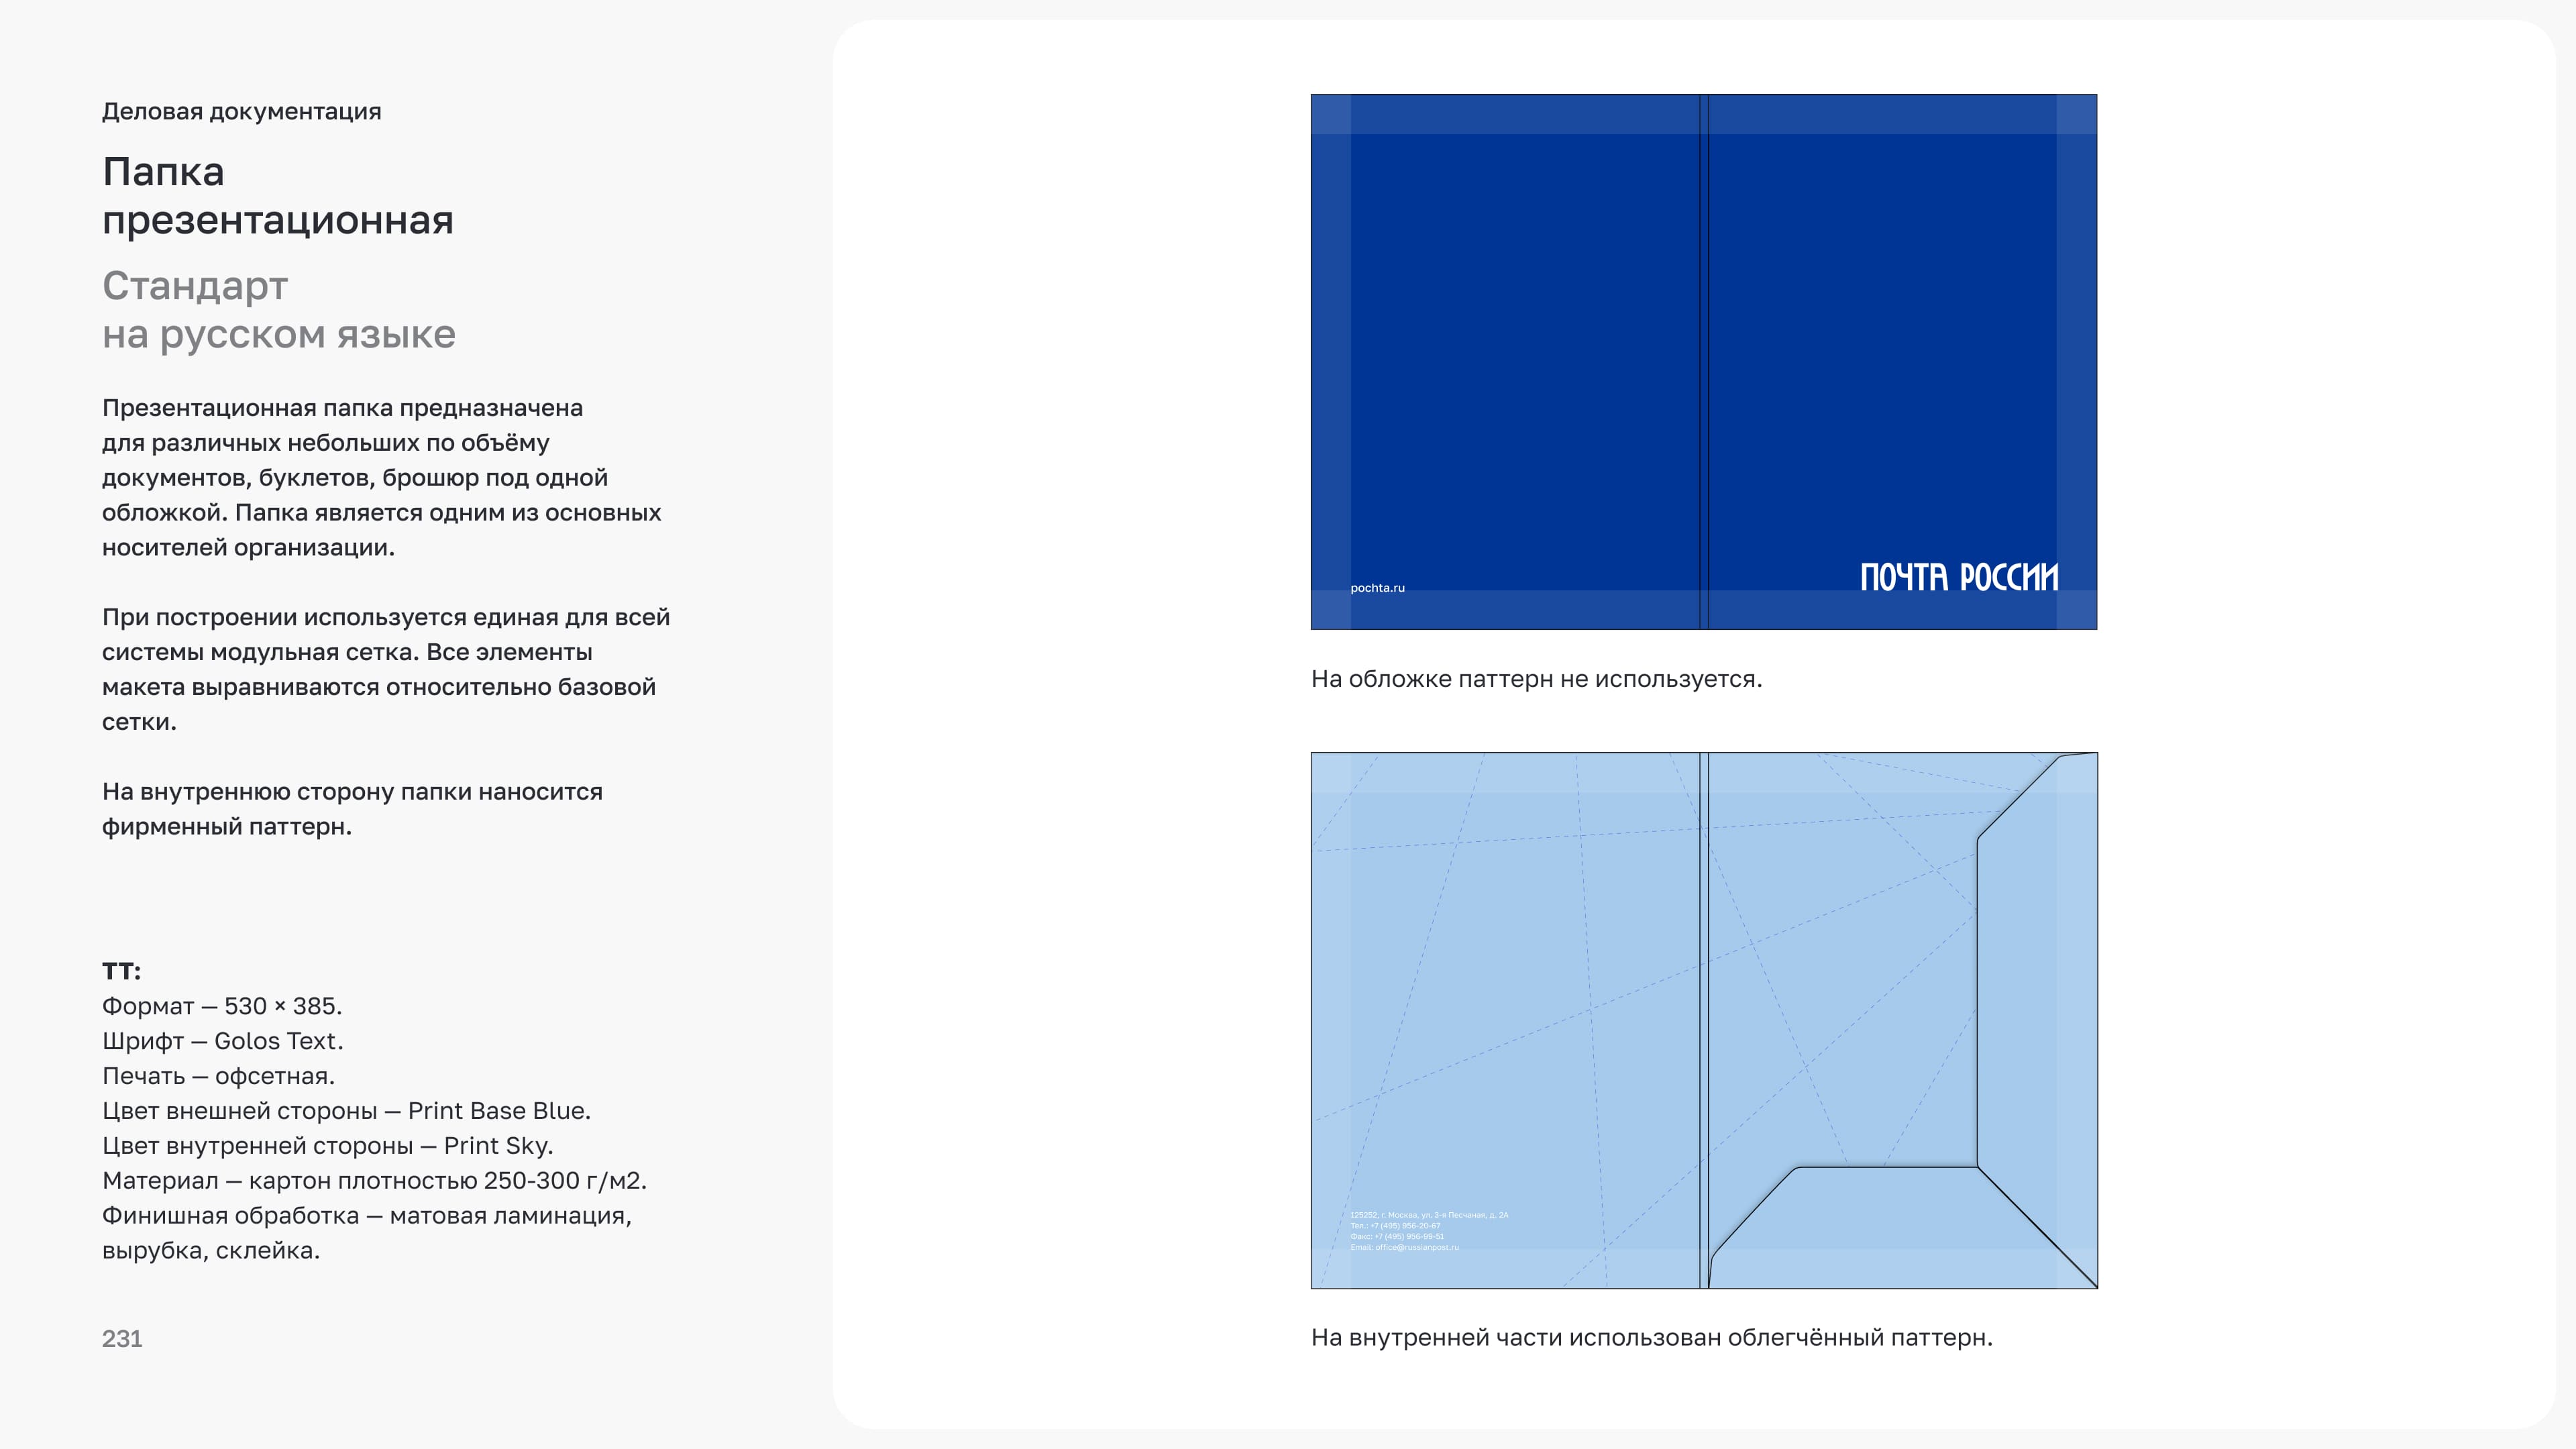 Деловая документация
Папка
презентационная
Стандарт
на русском языке
Презентационная папка предназначена
для различных небольших по объёму
документов, буклетов, брошюр под одной
обложкой. Папка является одним из основных
носителей организации.
При построении используется единая для всей
системы модульная сетка. Все элементы
макета выравниваются относительно базовой
сетки.
На внутреннюю сторону папки наносится
фирменный паттерн.
ТТ:
Формат — 530 × 385.
Шрифт — Golos Text.
Печать — офсетная.
Цвет внешней стороны — Print Base Blue.
Цвет внутренней стороны — Print Sky.
Материал — картон плотностью 250-300 г/м2.
Финишная обработка — матовая ламинация,
вырубка, склейка.
231
pochta.ru
ПОЧТА РОССИИ
На обложке паттерн не используется.
125252, г. Москва, ул. 3-я Песчаная, д. 2А
Тел.: +7 (495) 956-20-67
Факс: +7 (495) 956-99-51
Email: office@russianpost.ru
На внутренней части использован облегчённый паттерн.